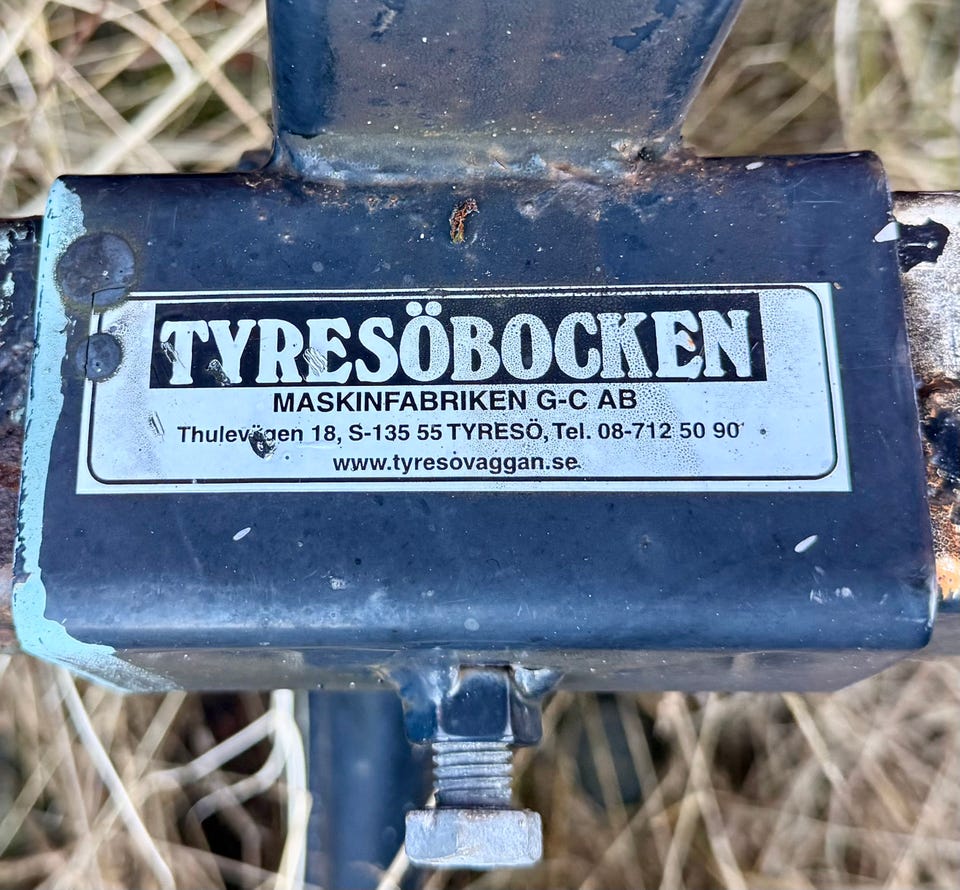 TYRESÖBOCKEN
MASKINFABRIKEN G-C AB
Thulevägen 18, S-135 55 TYRESÖ, Tel. 08-712 50 90
www.tyresovaggan.se